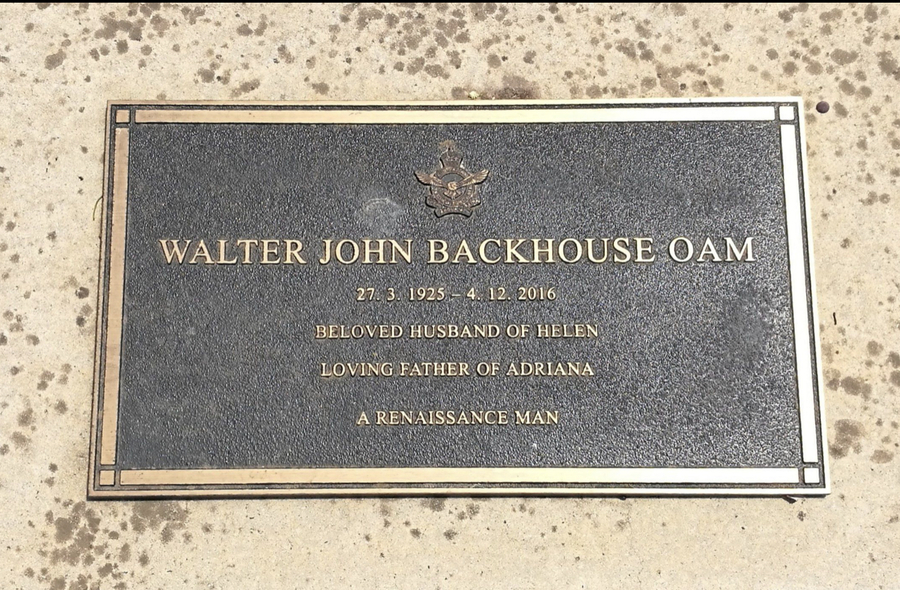 WALTER JOHN BACKHOUSE OAM
27. 3. 1925 – 4. 12. 2016
BELOVED HUSBAND OF HELEN
LOVING FATHER OF ADRIANA
A RENAISSANCE MAN